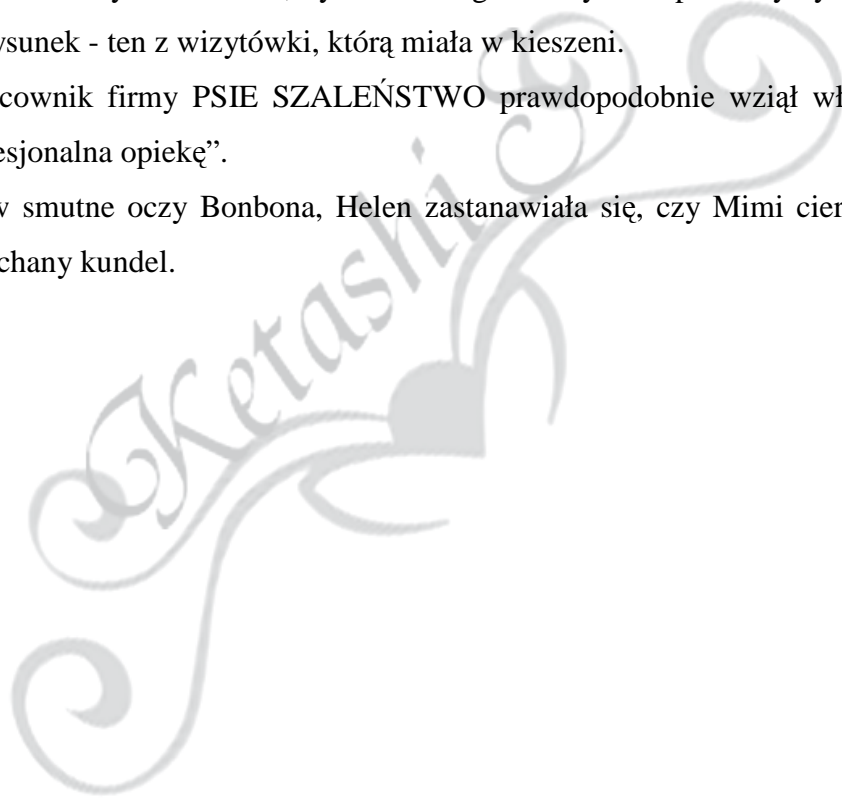 ysunek - ten z wizytówki, którą miała w kieszeni.
cownik firmy PSIE SZALEŃSTWO prawdopodobnie wziął wł
esjonalna opiekę”.
w smutne oczy Bonbona, Helen zastanawiała się, czy Mimi cier
chany kundel.
Ketashi